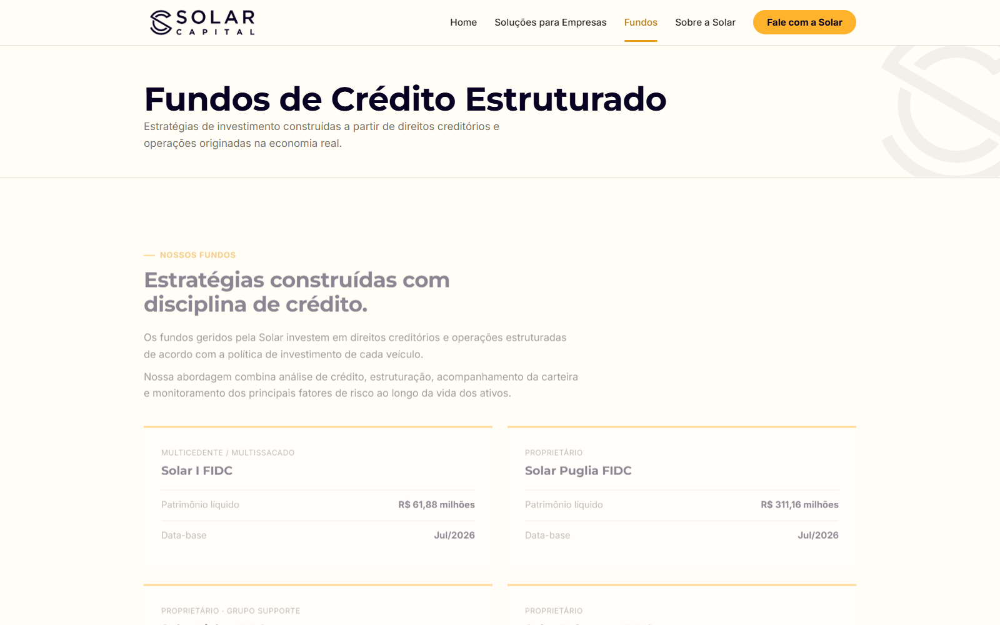 SOLAR
CAPITAL
Home
Soluções para Empresas
Fundos
Sobre a Solar
Fale com a Solar
Fundos de Crédito Estruturado
Estratégias de investimento construídas a partir de direitos creditórios e
operações originadas na economia real.
NOSSOS FUNDOS
Estratégias construídas com
disciplina de crédito.
Os fundos geridos pela Solar investem em direitos creditórios e operações estruturadas
de acordo com a política de investimento de cada veículo.
Nossa abordagem combina análise de crédito, estruturação, acompanhamento da carteira
e monitoramento dos principais fatores de risco ao longo da vida dos ativos.
MULTICEDENTE / MULTISSACADO
Solar I FIDC
Patrimônio líquido
R$ 61,88 milhões
Data-base
Jul/2026
PROPRIETÁRIO
Solar Puglia FIDC
Patrimônio líquido
R$ 311,16 milhões
Data-base
Jul/2026
PROPRIETÁRIO · GRUPO SUPPORTE
PROPRIETÁRIO